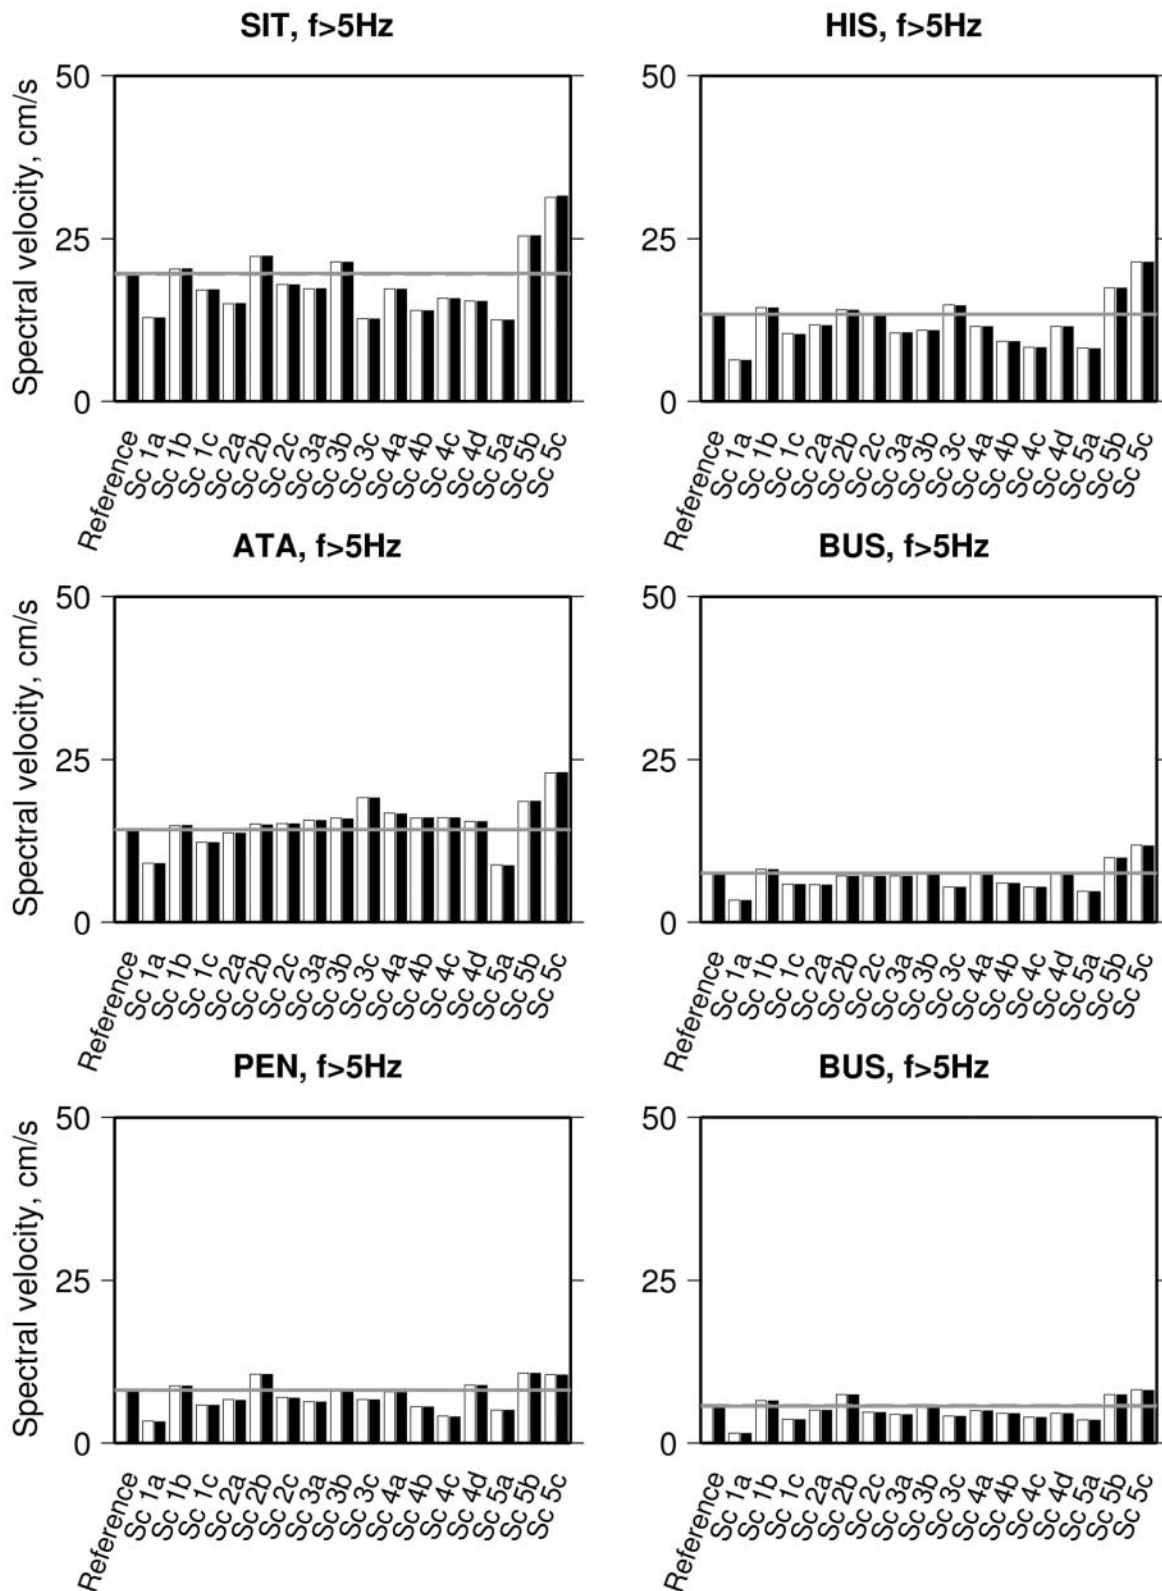 SIT, f>5Hz
HIS, f>5Hz
Spectral velocity, cm/s
50
25
0
50
25
0
Reference
Sc 1a
Sc 1b
Sc 1c
Sc 2a
Sc 2b
Sc 2c
Sc 3a
Sc 3b
Sc 3c
Sc 4a
Sc 4b
Sc 4c
Sc 4d
Sc 5a
Sc 5b
Sc 5c
Reference
Sc 1a
Sc 1b
Sc 1c
Sc 2a
Sc 2b
Sc 2c
Sc 3a
Sc 3b
Sc 3c
Sc 4a
Sc 4b
Sc 4c
Sc 4d
Sc 5a
Sc 5b
Sc 5c
ATA, f>5Hz
BUS, f>5Hz
Spectral velocity, cm/s
50
25
0
50
25
0
Reference
Sc 1a
Sc 1b
Sc 1c
Sc 2a
Sc 2b
Sc 2c
Sc 3a
Sc 3b
Sc 3c
Sc 4a
Sc 4b
Sc 4c
Sc 4d
Sc 5a
Sc 5b
Sc 5c
Reference
Sc 1a
Sc 1b
Sc 1c
Sc 2a
Sc 2b
Sc 2c
Sc 3a
Sc 3b
Sc 3c
Sc 4a
Sc 4b
Sc 4c
Sc 4d
Sc 5a
Sc 5b
Sc 5c
PEN, f>5Hz
BUS, f>5Hz
Spectral velocity, cm/s
50
25
0
50
25
0
Reference
Sc 1a
Sc 1b
Sc 1c
Sc 2a
Sc 2b
Sc 2c
Sc 3a
Sc 3b
Sc 3c
Sc 4a
Sc 4b
Sc 4c
Sc 4d
Sc 5a
Sc 5b
Sc 5c
Reference
Sc 1a
Sc 1b
Sc 1c
Sc 2a
Sc 2b
Sc 2c
Sc 3a
Sc 3b
Sc 3c
Sc 4a
Sc 4b
Sc 4c
Sc 4d
Sc 5a
Sc 5b
Sc 5c